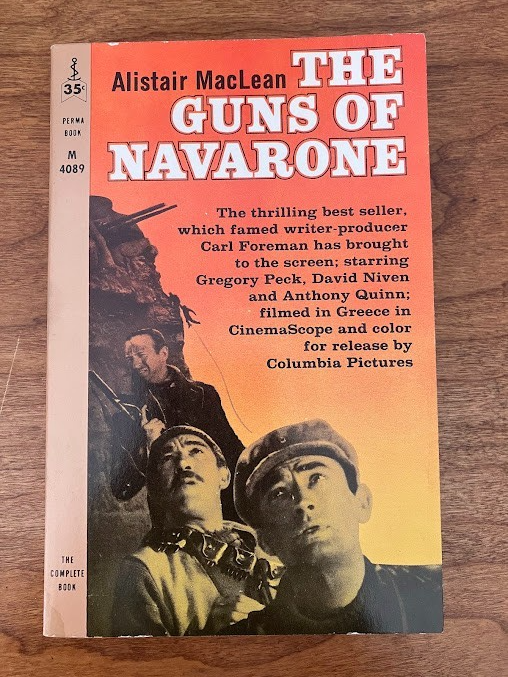 35¢
PERMA
BOOK
M
4089
THE
COMPLETE
BOOK
Alistair MacLean THE
GUNS OF
NAVARONE
The thrilling best seller,
which famed writer-producer
Carl Foreman has brought
to the screen; starring
Gregory Peck, David Niven
and Anthony Quinn;
filmed in Greece in
CinemaScope and color
for release by
Columbia Pictures